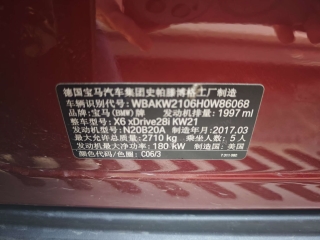 德国宝马汽车集团史帕腾博格工厂制造
车辆识别代号: WBAKW2106H0W86068
品牌: 宝马(BMW)牌 发动机排量: 1997 ml
整车型号: X6 xDrive28i KW21
发动机型号: N20B20A 制造年月: 2017.03
最大允许总质量: 2710 kg 乘坐人数: 5 人
发动机最大净功率: 180 kW 制造国: 美国
颜色代码/色温: C06/3